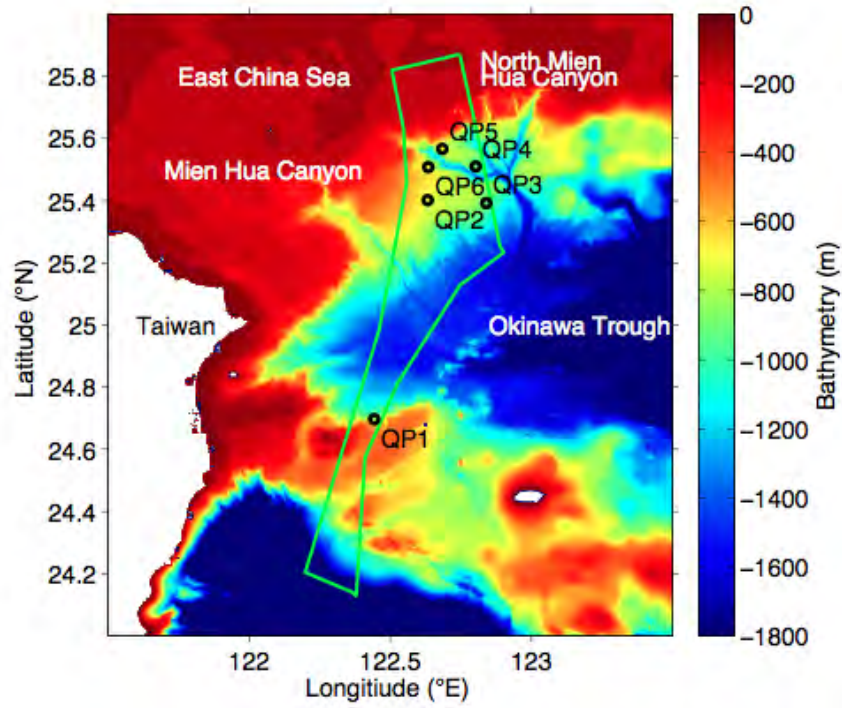 North Mien
East China Sea
Hua Canyon
QP5
QP4
Mien Hua Canyon
QP6
QP3
QP2
Taiwan
Okinawa Trough
QP1
25.8
25.6
25.4
25.2
25
24.8
24.6
24.4
24.2
Latitude (°N)
122
122.5
123
Longitiude (°E)
0
−200
−400
−600
−800
−1000
−1200
−1400
−1600
−1800
Bathymetry (m)